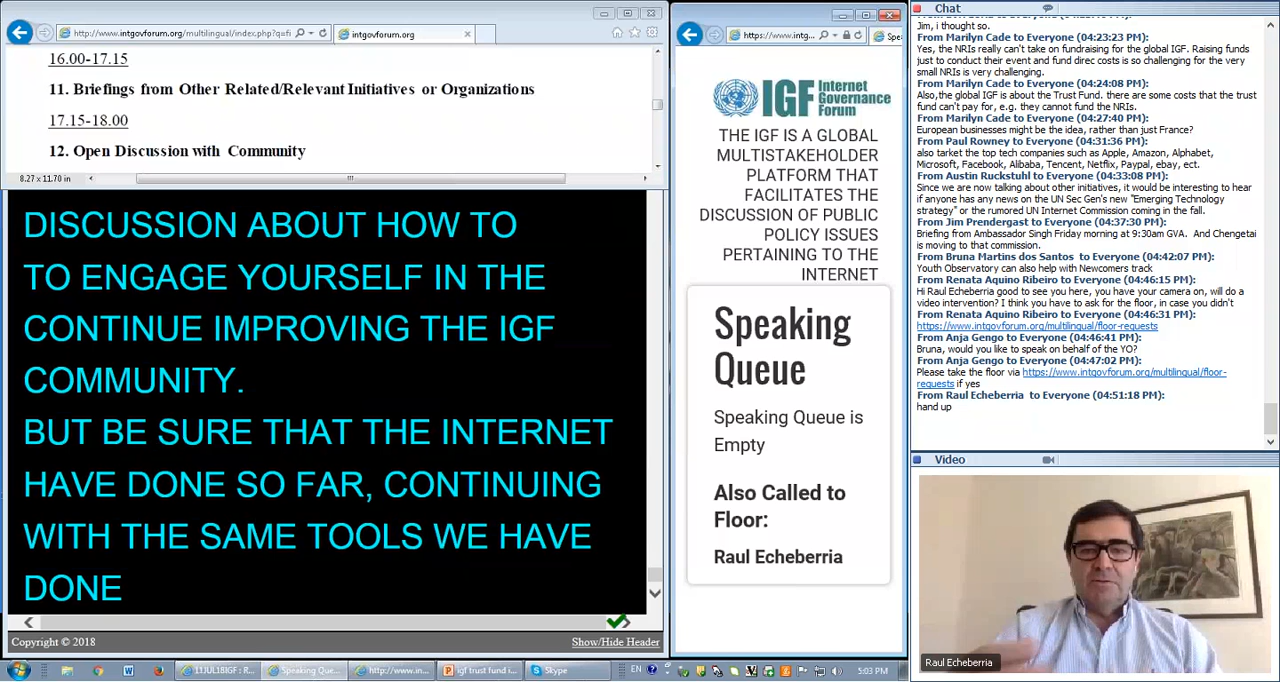 http://www.intgovforum.org/multilingual/index.php?q=fi
intgovforum.org
16.00-17.15
11. Briefings from Other Related/Relevant Initiatives or Organizations
17.15-18.00
12. Open Discussion with Community
8.27 x 11.70 in
DISCUSSION ABOUT HOW TO
TO ENGAGE YOURSELF IN THE
CONTINUE IMPROVING THE IGF
COMMUNITY.
BUT BE SURE THAT THE INTERNET
HAVE DONE SO FAR, CONTINUING
WITH THE SAME TOOLS WE HAVE
DONE
Copyright © 2018
Show/Hide Header
https://www.intg...
Spe
IGF Internet
Governance
Forum
THE IGF IS A GLOBAL
MULTISTAKEHOLDER
PLATFORM THAT
FACILITATES THE
DISCUSSION OF PUBLIC
POLICY ISSUES
PERTAINING TO THE
INTERNET
Speaking
Queue
Speaking Queue is
Empty
Also Called to
Floor:
Raul Echeberria
Chat
Jim, i thought so.
From Marilyn Cade to Everyone (04:23:23 PM):
Yes, the NRIs really can't take on fundraising for the global IGF. Raising funds
just to conduct their event and fund direc costs is so challenging for the very
small NRIs is very challenging.
From Marilyn Cade to Everyone (04:24:08 PM):
Also,the global IGF is about the Trust Fund. there are some costs that the trust
fund can't pay for, e.g. they cannot fund the NRIs.
From Marilyn Cade to Everyone (04:27:40 PM):
European businesses might be the idea, rather than just France?
From Paul Rowney to Everyone (04:31:36 PM):
also tarket the top tech companies such as Apple, Amazon, Alphabet,
Microsoft, Facebook, Alibaba, Tencent, Netflix, Paypal, ebay, ect.
From Austin Ruckstuhl to Everyone (04:33:08 PM):
Since we are now talking about other initiatives, it would be interesting to hear
if anyone has any news on the UN Sec Gen's new "Emerging Technology
strategy" or the rumored UN Internet Commission coming in the fall.
From Jim Prendergast to Everyone (04:37:30 PM):
Briefing from Ambassador Singh Friday morning at 9:30am GVA. And Chengetai
is moving to that commission.
From Bruna Martins dos Santos to Everyone (04:42:07 PM):
Youth Observatory can also help with Newcomers track
From Renata Aquino Ribeiro to Everyone (04:46:15 PM):
Hi Raul Echeberria good to see you here, you have your camera on, will do a
video intervention? I think you have to ask for the floor, in case you didn't
From Renata Aquino Ribeiro to Everyone (04:46:31 PM):
https://www.intgovforum.org/multilingual/floor-requests
From Anja Gengo to Everyone (04:46:41 PM):
Bruna, would you like to speak on behalf of the YO?
From Anja Gengo to Everyone (04:47:02 PM):
Please take the floor via https://www.intgovforum.org/multilingual/floor-
requests if yes
From Raul Echeberria to Everyone (04:51:18 PM):
hand up
Video
Raul Echeberria
11JUL18IGF : R...
Speaking Que...
http://www.in...
igf trust fund i...
Skype
EN
5:03 PM